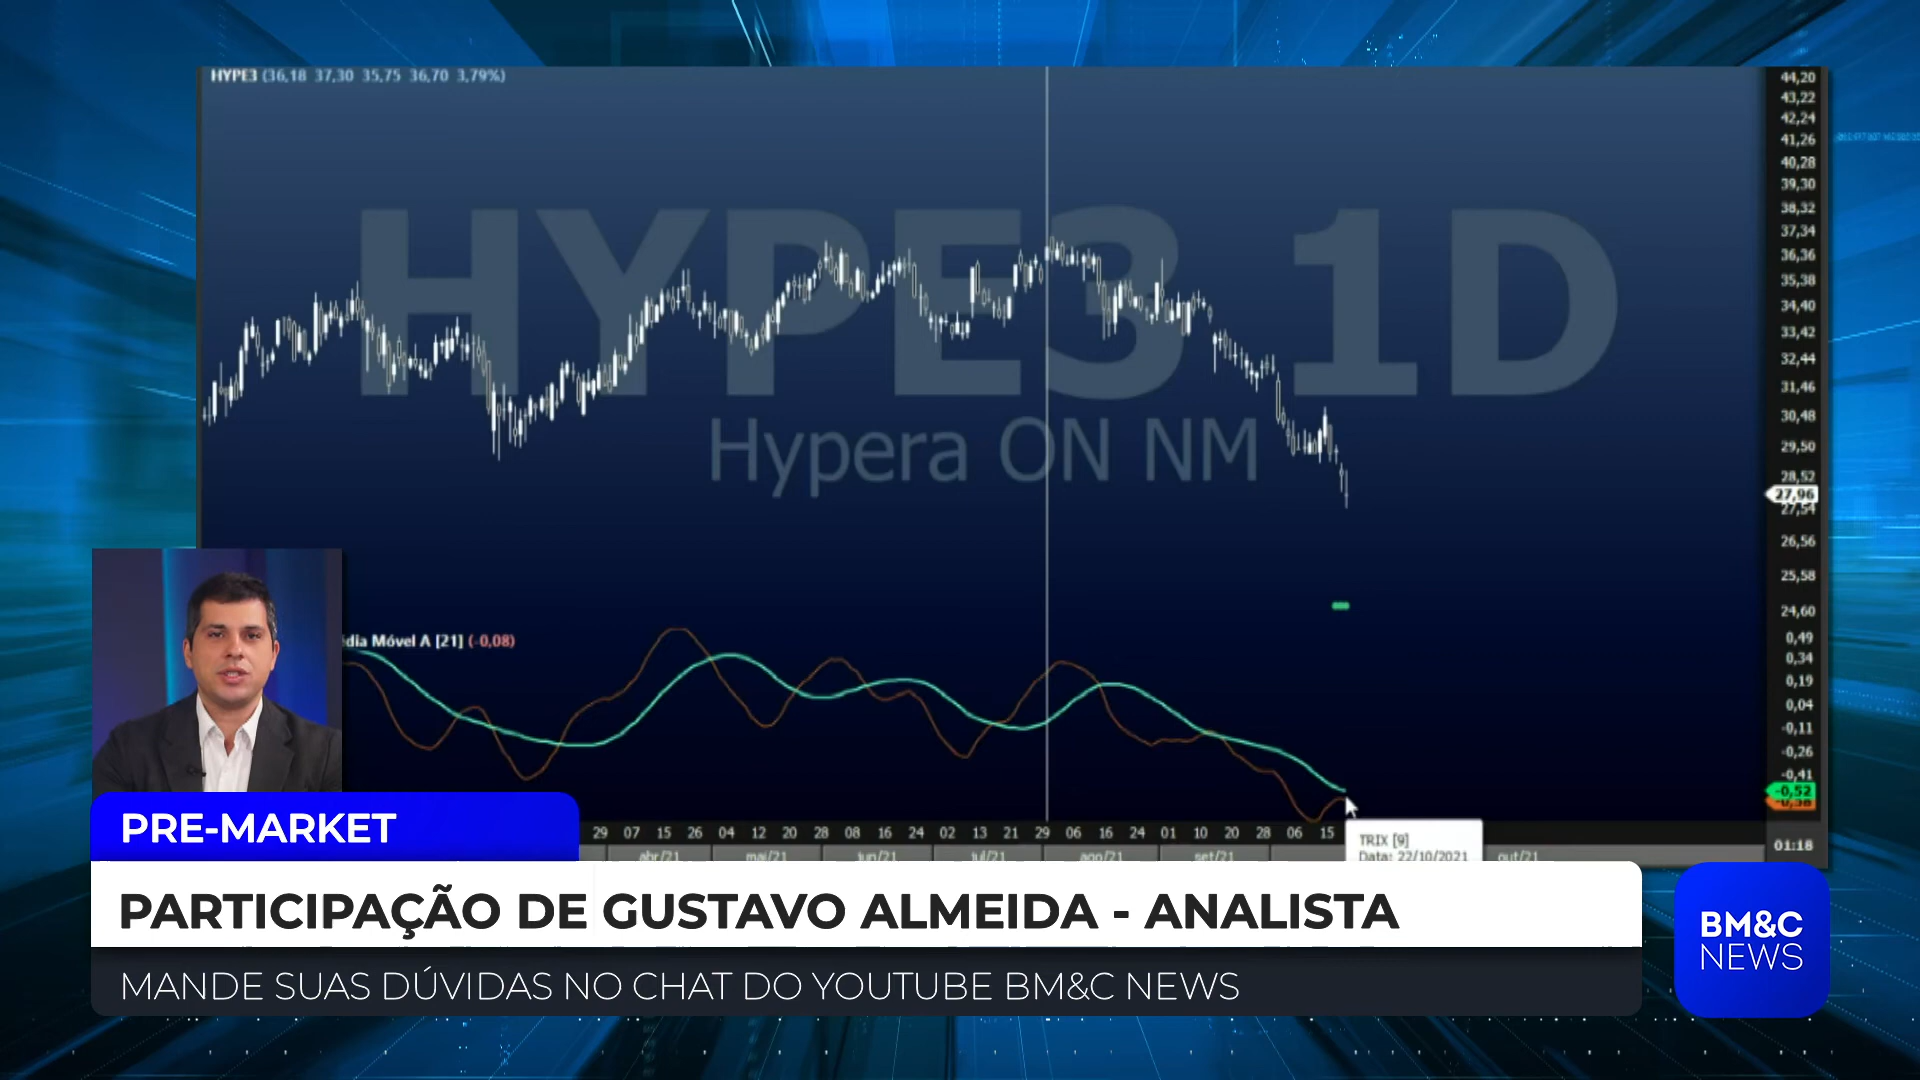 HYPE3 (36,18 37,30 35,75 36,70 3,79%)
44,20
43,22
42,24
41,26
40,28
39,30
38,32
37,34
36,36
35,38
34,40
33,42
32,44
31,46
30,48
29,50
28,52
27,96
27,54
26,56
25,58
24,60
HYPE3 1D
Hypera ON NM
dia Móvel A [21] (-0,08)
0,49
0,34
0,19
0,04
-0,11
-0,26
-0,41
-0,52
29 07 15 26 04 12 20 28 08 16 24 02 13 21 29 06 16 24 01 10 20 28 06 15
01:18
abr/21 mai/21 jun/21 jul/21 ago/21 set/21 out/21
TRIX [9]
Data: 22/10/2021
PRE-MARKET
PARTICIPAÇÃO DE GUSTAVO ALMEIDA - ANALISTA
MANDE SUAS DÚVIDAS NO CHAT DO YOUTUBE BM&C NEWS
BM&C
NEWS